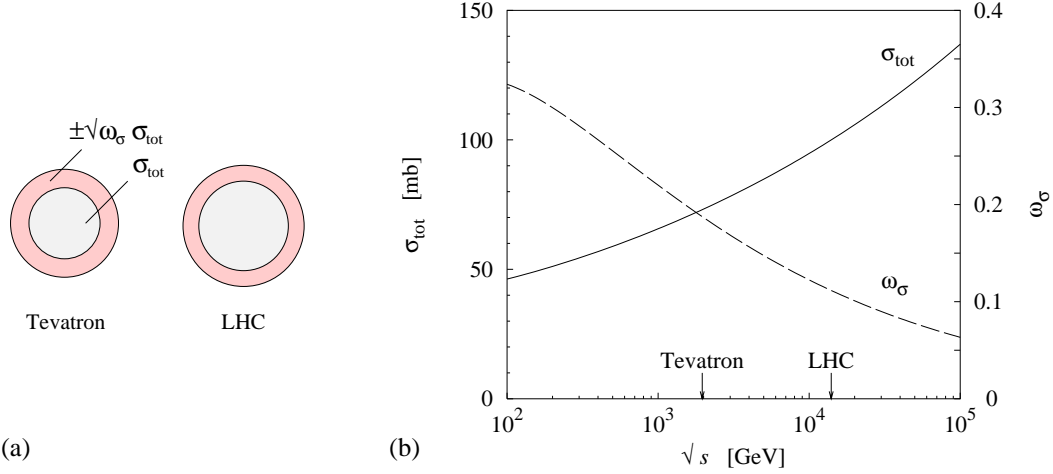 ±√ω_σ σ_tot
σ_tot
Tevatron
LHC
(a)
150
100
50
0
σ_tot [mb]
0.4
0.3
0.2
0.1
0
ω_σ
σ_tot
ω_σ
Tevatron
LHC
10^2
10^3
10^4
10^5
√ s [GeV]
(b)